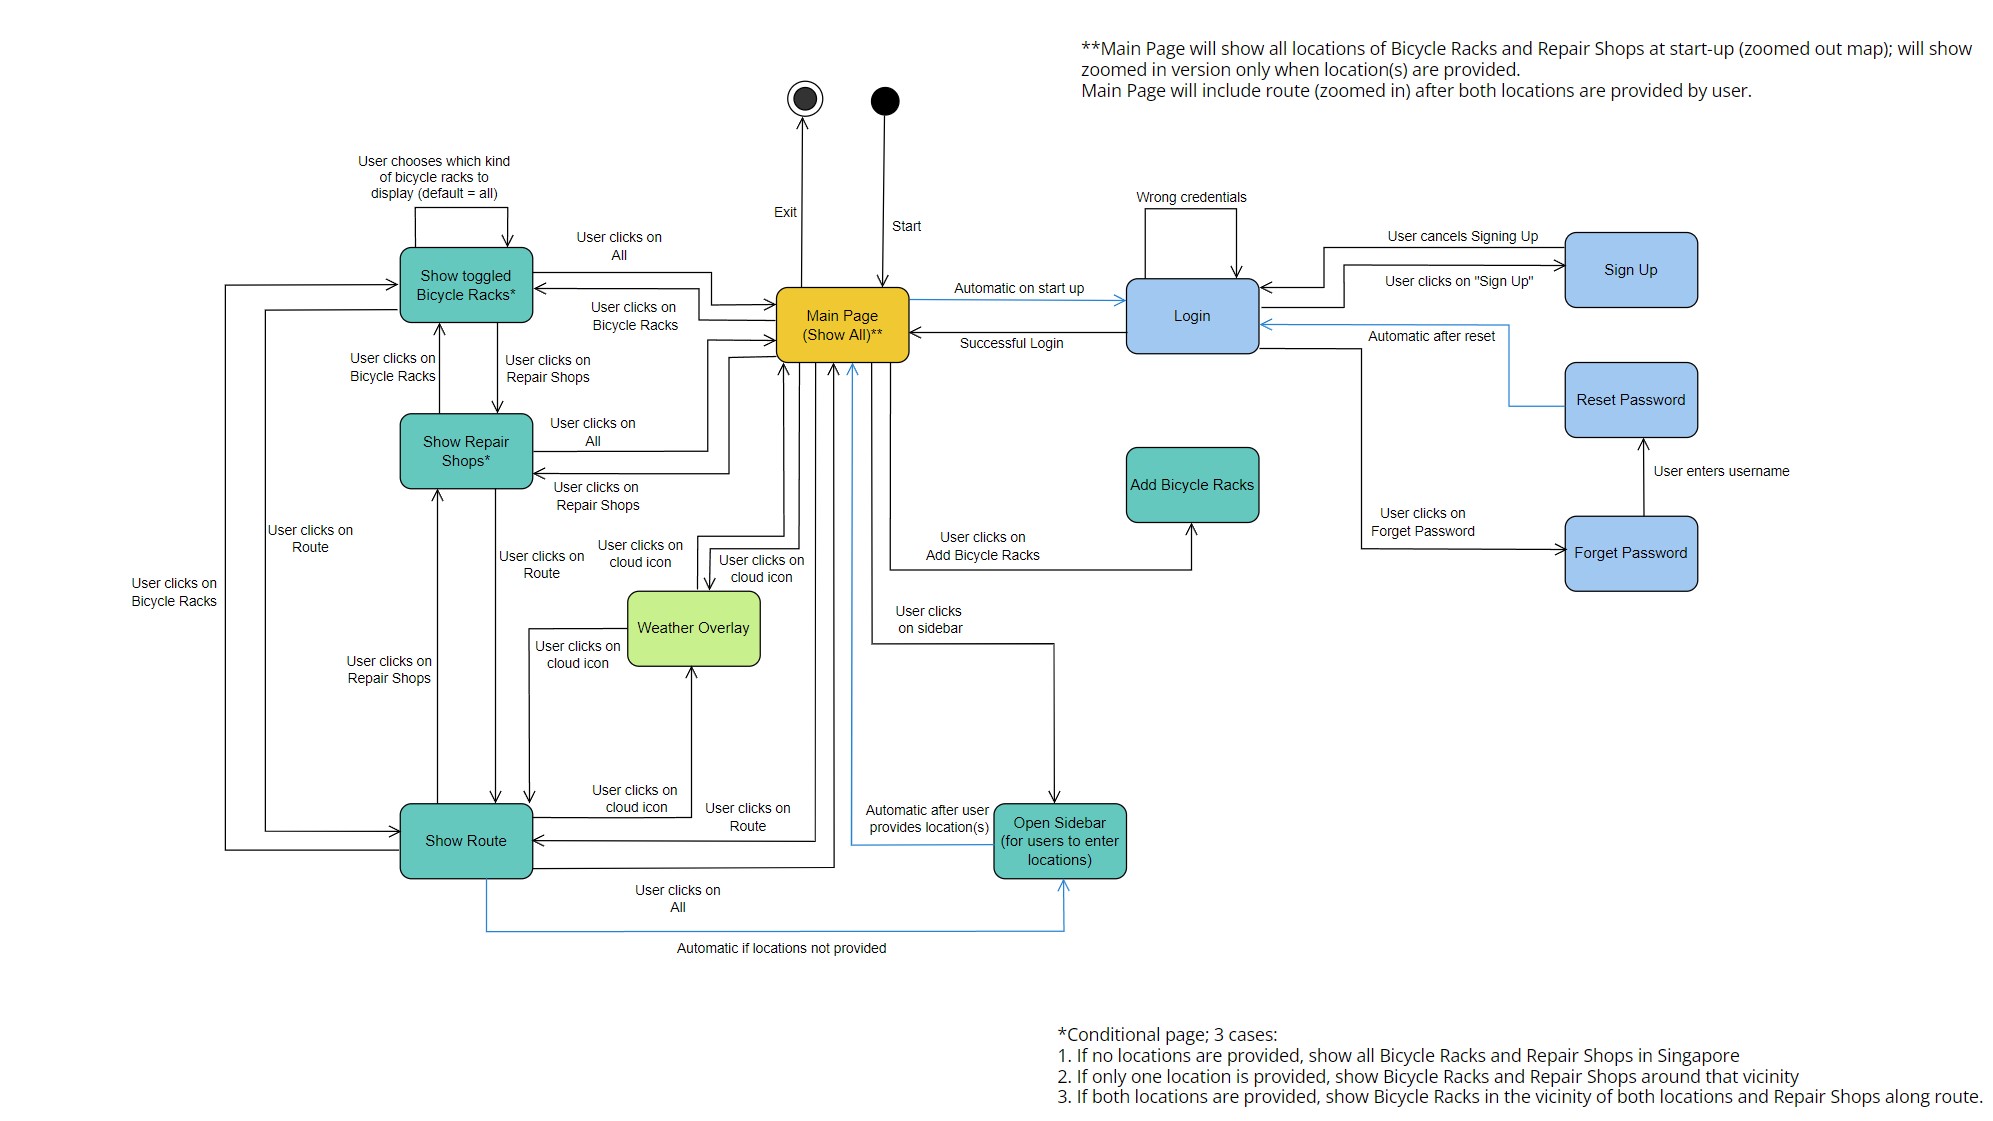 **Main Page will show all locations of Bicycle Racks and Repair Shops at start-up (zoomed out map); will show
zoomed in version only when location(s) are provided.
Main Page will include route (zoomed in) after both locations are provided by user.
User chooses which kind
of bicycle racks to
display (default = all)
Exit
Start
Wrong credentials
User clicks on
All
User cancels Signing Up
Show toggled
Bicycle Racks*
User clicks on "Sign Up"
Sign Up
Automatic on start up
User clicks on
Bicycle Racks
Main Page
(Show All)**
Login
Successful Login
Automatic after reset
User clicks on
Bicycle Racks
User clicks on
Repair Shops
Reset Password
User clicks on
All
Show Repair
Shops*
User enters username
User clicks on
Repair Shops
Add Bicycle Racks
User clicks on
Forget Password
User clicks on
Route
User clicks on
Route
User clicks on
cloud icon
User clicks on
cloud icon
User clicks on
Add Bicycle Racks
Forget Password
User clicks on
Bicycle Racks
User clicks
on sidebar
Weather Overlay
User clicks on
cloud icon
User clicks on
Repair Shops
User clicks on
cloud icon
User clicks on
Route
Automatic after user
provides location(s)
Open Sidebar
(for users to enter
locations)
Show Route
User clicks on
All
Automatic if locations not provided
*Conditional page; 3 cases:
1. If no locations are provided, show all Bicycle Racks and Repair Shops in Singapore
2. If only one location is provided, show Bicycle Racks and Repair Shops around that vicinity
3. If both locations are provided, show Bicycle Racks in the vicinity of both locations and Repair Shops along route.